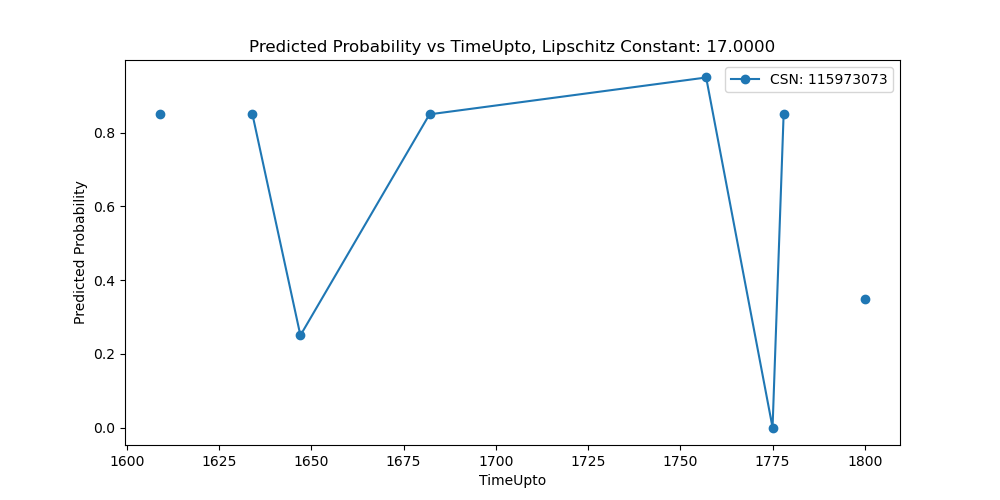 Predicted Probability vs TimeUpto, Lipschitz Constant: 17.0000
CSN: 115973073
Predicted Probability
0.8
0.6
0.4
0.2
0.0
1600 1625 1650 1675 1700 1725 1750 1775 1800
TimeUpto